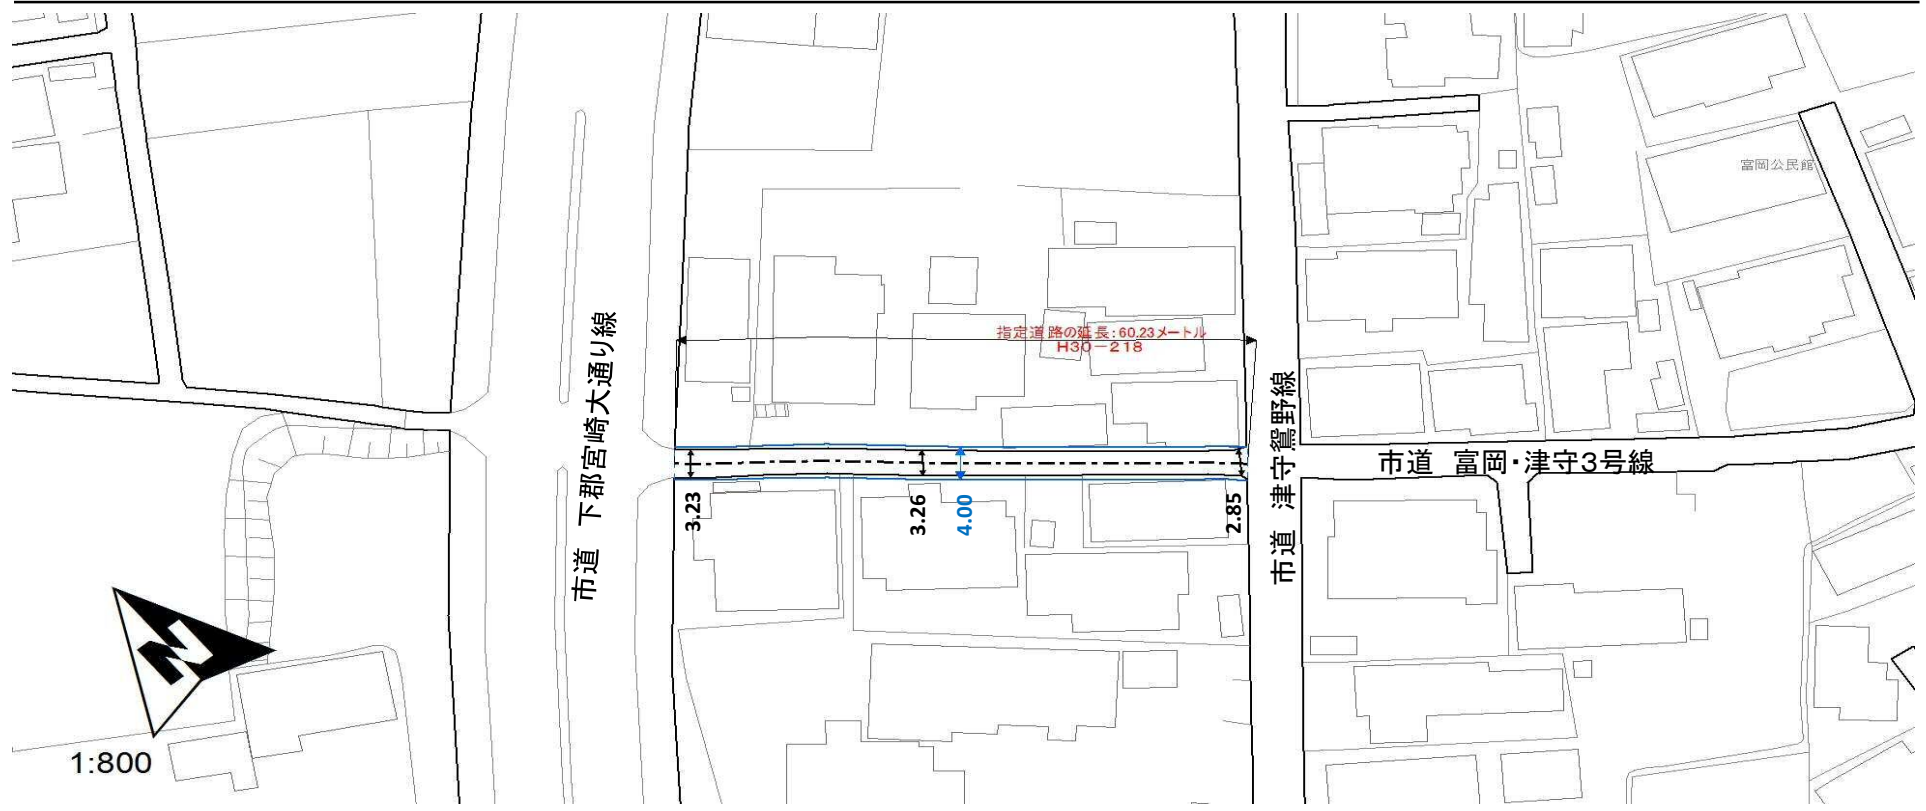 富岡公民館
指定道路の延長:60.23メートル
H30－218
市道 下郡宮崎大通り線
市道 津守鴛野線
市道 富岡・津守3号線
3.23
3.26
4.00
2.85
N
1:800